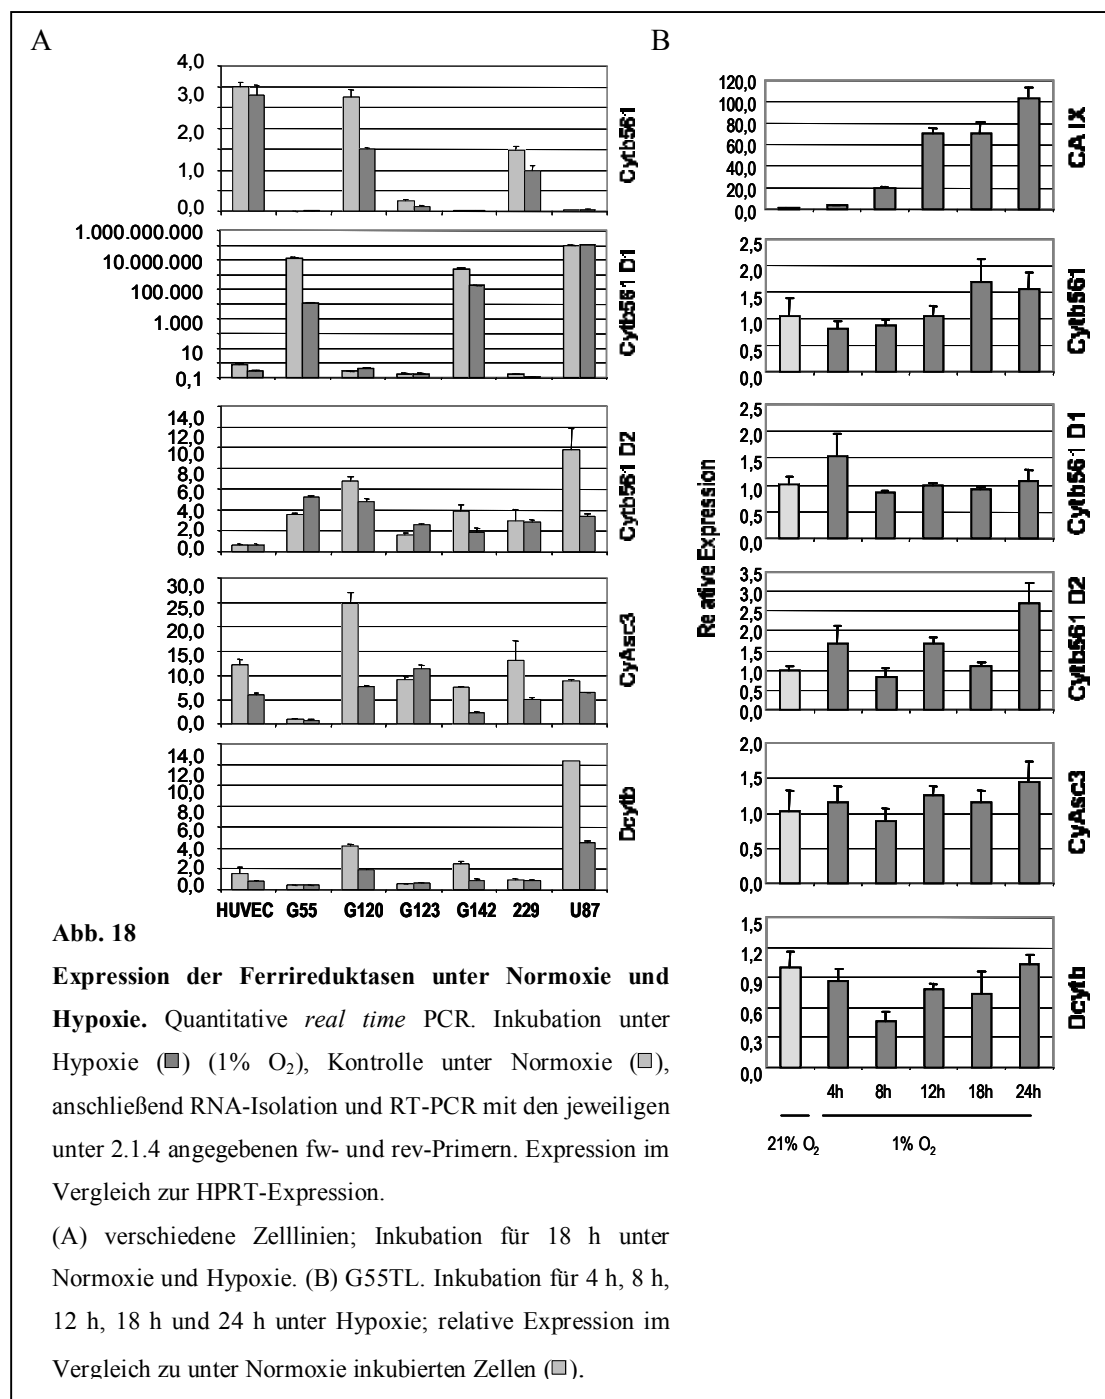 A
4,0
3,0
2,0
1,0
0,0
Cytb561
1.000.000.000
10.000.000
100.000
1.000
10
0,1
Cytb561 D1
14,0
12,0
10,0
8,0
6,0
4,0
2,0
0,0
Cytb561 D2
30,0
25,0
20,0
15,0
10,0
5,0
0,0
CyAsc3
14,0
12,0
10,0
8,0
6,0
4,0
2,0
0,0
Dcytb
HUVEC G55 G120 G123 G142 229 U87
B
Relative Expression
120,0
100,0
80,0
60,0
40,0
20,0
0,0
CA IX
2,5
2,0
1,5
1,0
0,5
0,0
Cytb561
2,5
2,0
1,5
1,0
0,5
0,0
Cytb561 D1
3,5
3,0
2,5
2,0
1,5
1,0
0,5
0,0
Cytb561 D2
2,0
1,5
1,0
0,5
0,0
CyAsc3
1,5
1,2
0,9
0,6
0,3
0,0
Dcytb
4h 8h 12h 18h 24h
21% O₂ 1% O₂
Abb. 18
Expression der Ferrireduktasen unter Normoxie und
Hypoxie. Quantitative real time PCR. Inkubation unter
Hypoxie (■) (1% O₂), Kontrolle unter Normoxie (□),
anschließend RNA-Isolation und RT-PCR mit den jeweiligen
unter 2.1.4 angegebenen fw- und rev-Primern. Expression im
Vergleich zur HPRT-Expression.
(A) verschiedene Zelllinien; Inkubation für 18 h unter
Normoxie und Hypoxie. (B) G55TL. Inkubation für 4 h, 8 h,
12 h, 18 h und 24 h unter Hypoxie; relative Expression im
Vergleich zu unter Normoxie inkubierten Zellen (□).